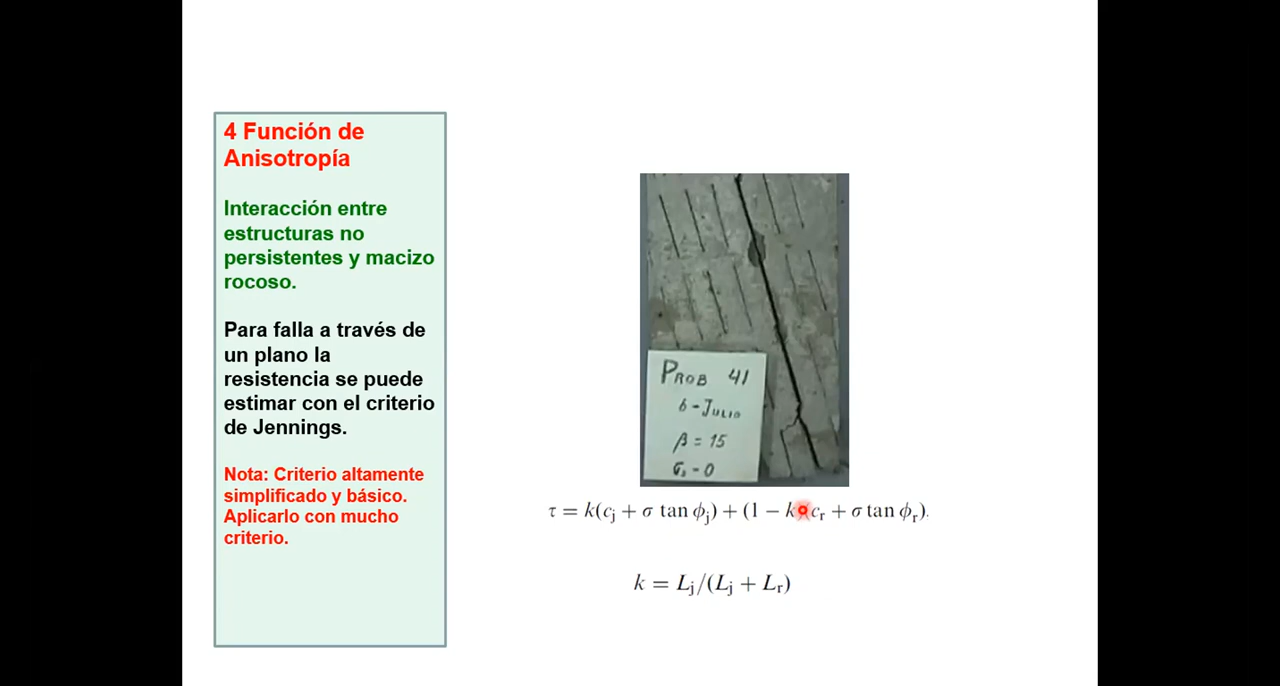 4 Función de
Anisotropía
Interacción entre
estructuras no
persistentes y macizo
rocoso.
Para falla a través de
un plano la
resistencia se puede
estimar con el criterio
de Jennings.
Nota: Criterio altamente
simplificado y básico.
Aplicarlo con mucho
criterio.
PROB 41
6-JULIO
β = 15
σ₃ = 0
τ = k(cⱼ + σ tan ϕⱼ) + (1 − k)(cᵣ + σ tan ϕᵣ).
k = Lⱼ/(Lⱼ + Lᵣ)